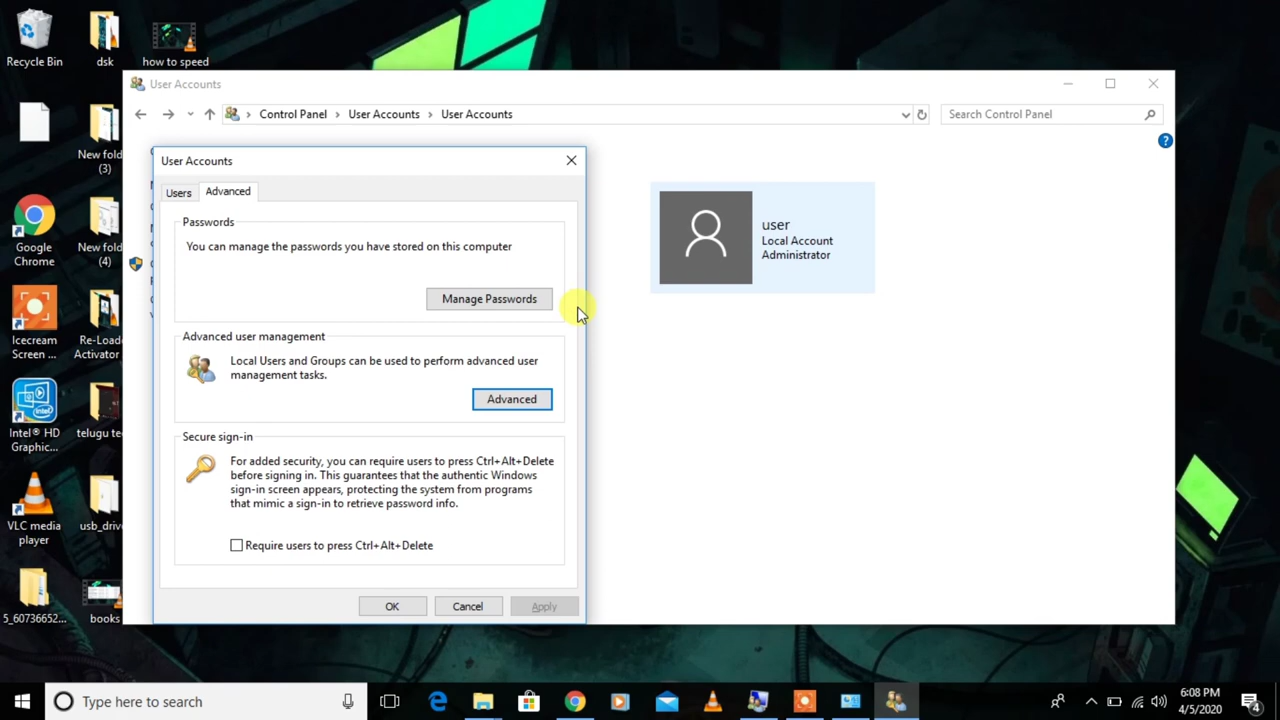 Recycle Bin
dsk
how to speed
New fold
(3)
Google
Chrome
New fold
(4)
Icecream
Screen ...
Re-Load
Activator
Intel® HD
Graphic...
telugu te
VLC media
player
usb_driv
5_60736652...
books
User Accounts
Control Panel > User Accounts > User Accounts
Search Control Panel
?
User Accounts
Users
Advanced
Passwords
You can manage the passwords you have stored on this computer
Manage Passwords
Advanced user management
Local Users and Groups can be used to perform advanced user
management tasks.
Advanced
Secure sign-in
For added security, you can require users to press Ctrl+Alt+Delete
before signing in. This guarantees that the authentic Windows
sign-in screen appears, protecting the system from programs
that mimic a sign-in to retrieve password info.
Require users to press Ctrl+Alt+Delete
OK
Cancel
Apply
user
Local Account
Administrator
Type here to search
6:08 PM
4/5/2020
4